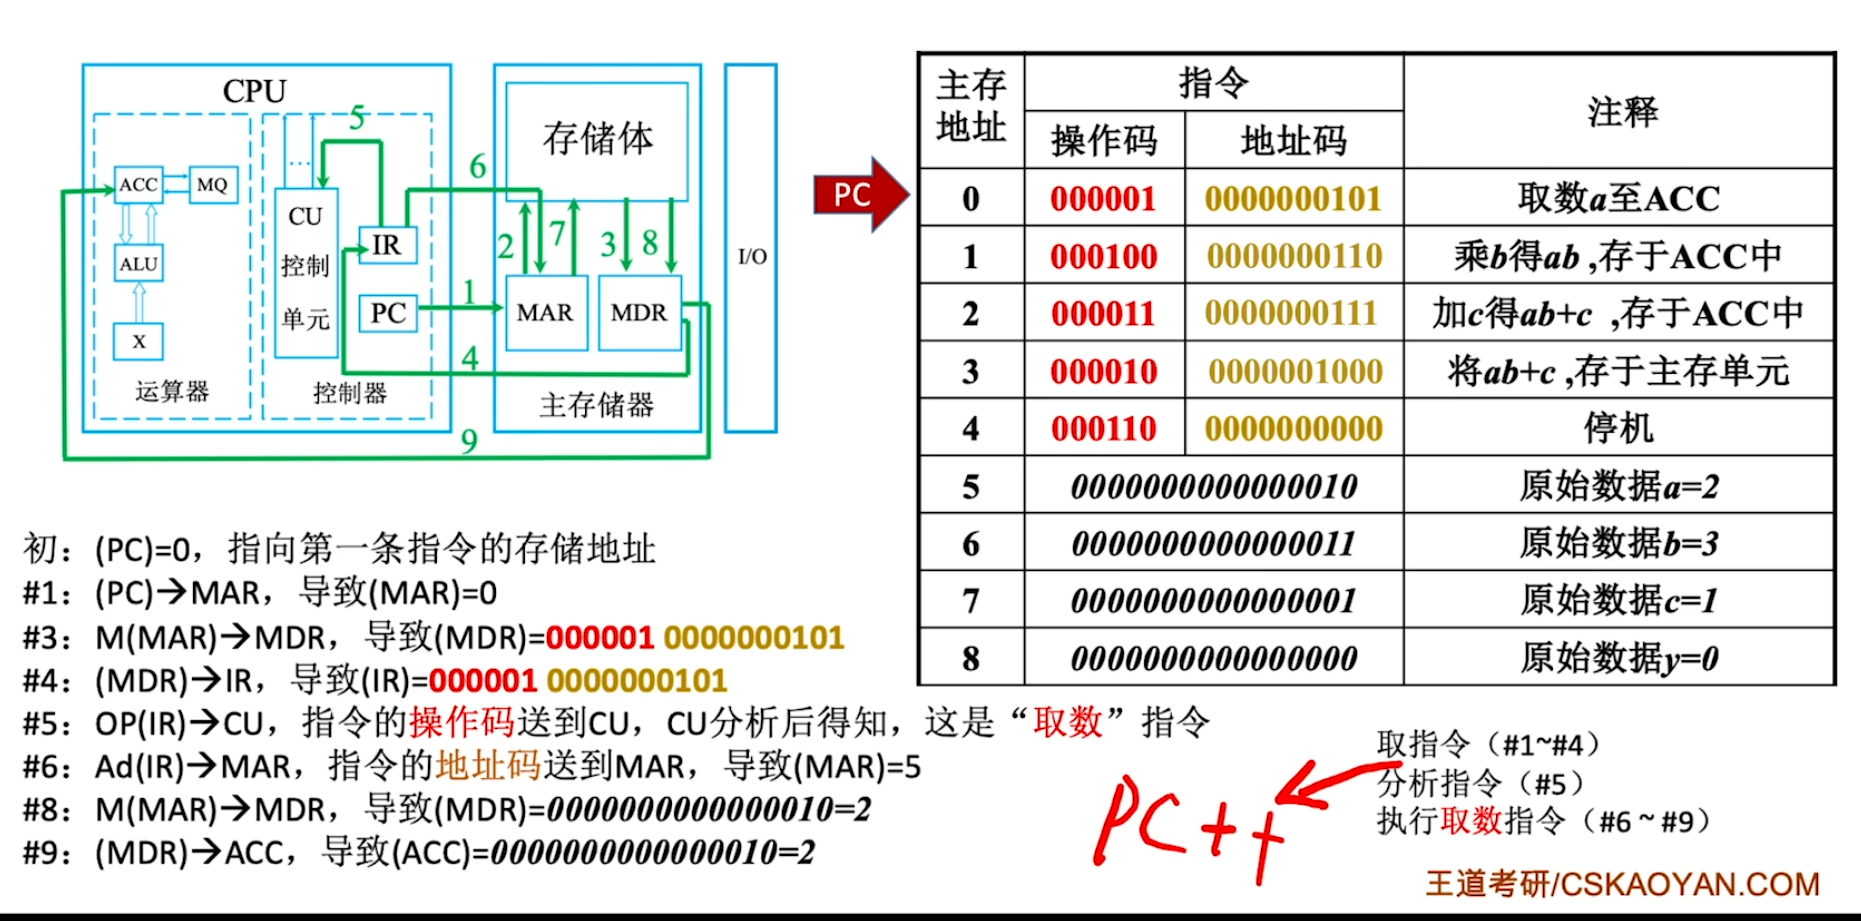 CPU
5
ACC
MQ
CU
控制
单元
ALU
X
运算器
IR
PC
控制器
…
存储体
6
2
7
3
8
1
4
9
MAR
MDR
主存储器
I/O
PC
主存地址 指令 注释
操作码 地址码
0 000001 0000000101 取数a至ACC
1 000100 0000000110 乘b得ab ,存于ACC中
2 000011 0000000111 加c得ab+c ,存于ACC中
3 000010 0000001000 将ab+c ,存于主存单元
4 000110 0000000000 停机
5 0000000000000010 原始数据a=2
6 0000000000000011 原始数据b=3
7 0000000000000001 原始数据c=1
8 0000000000000000 原始数据y=0
初：(PC)=0，指向第一条指令的存储地址
#1：(PC)→MAR，导致(MAR)=0
#3：M(MAR)→MDR，导致(MDR)=000001 0000000101
#4：(MDR)→IR，导致(IR)=000001 0000000101
#5：OP(IR)→CU，指令的操作码送到CU，CU分析后得知，这是“取数”指令
#6：Ad(IR)→MAR，指令的地址码送到MAR，导致(MAR)=5
#8：M(MAR)→MDR，导致(MDR)=0000000000000010=2
#9：(MDR)→ACC，导致(ACC)=0000000000000010=2
取指令（#1~#4）
分析指令（#5）
执行取数指令（#6 ~ #9）
PC++
王道考研/CSKAOYAN.COM